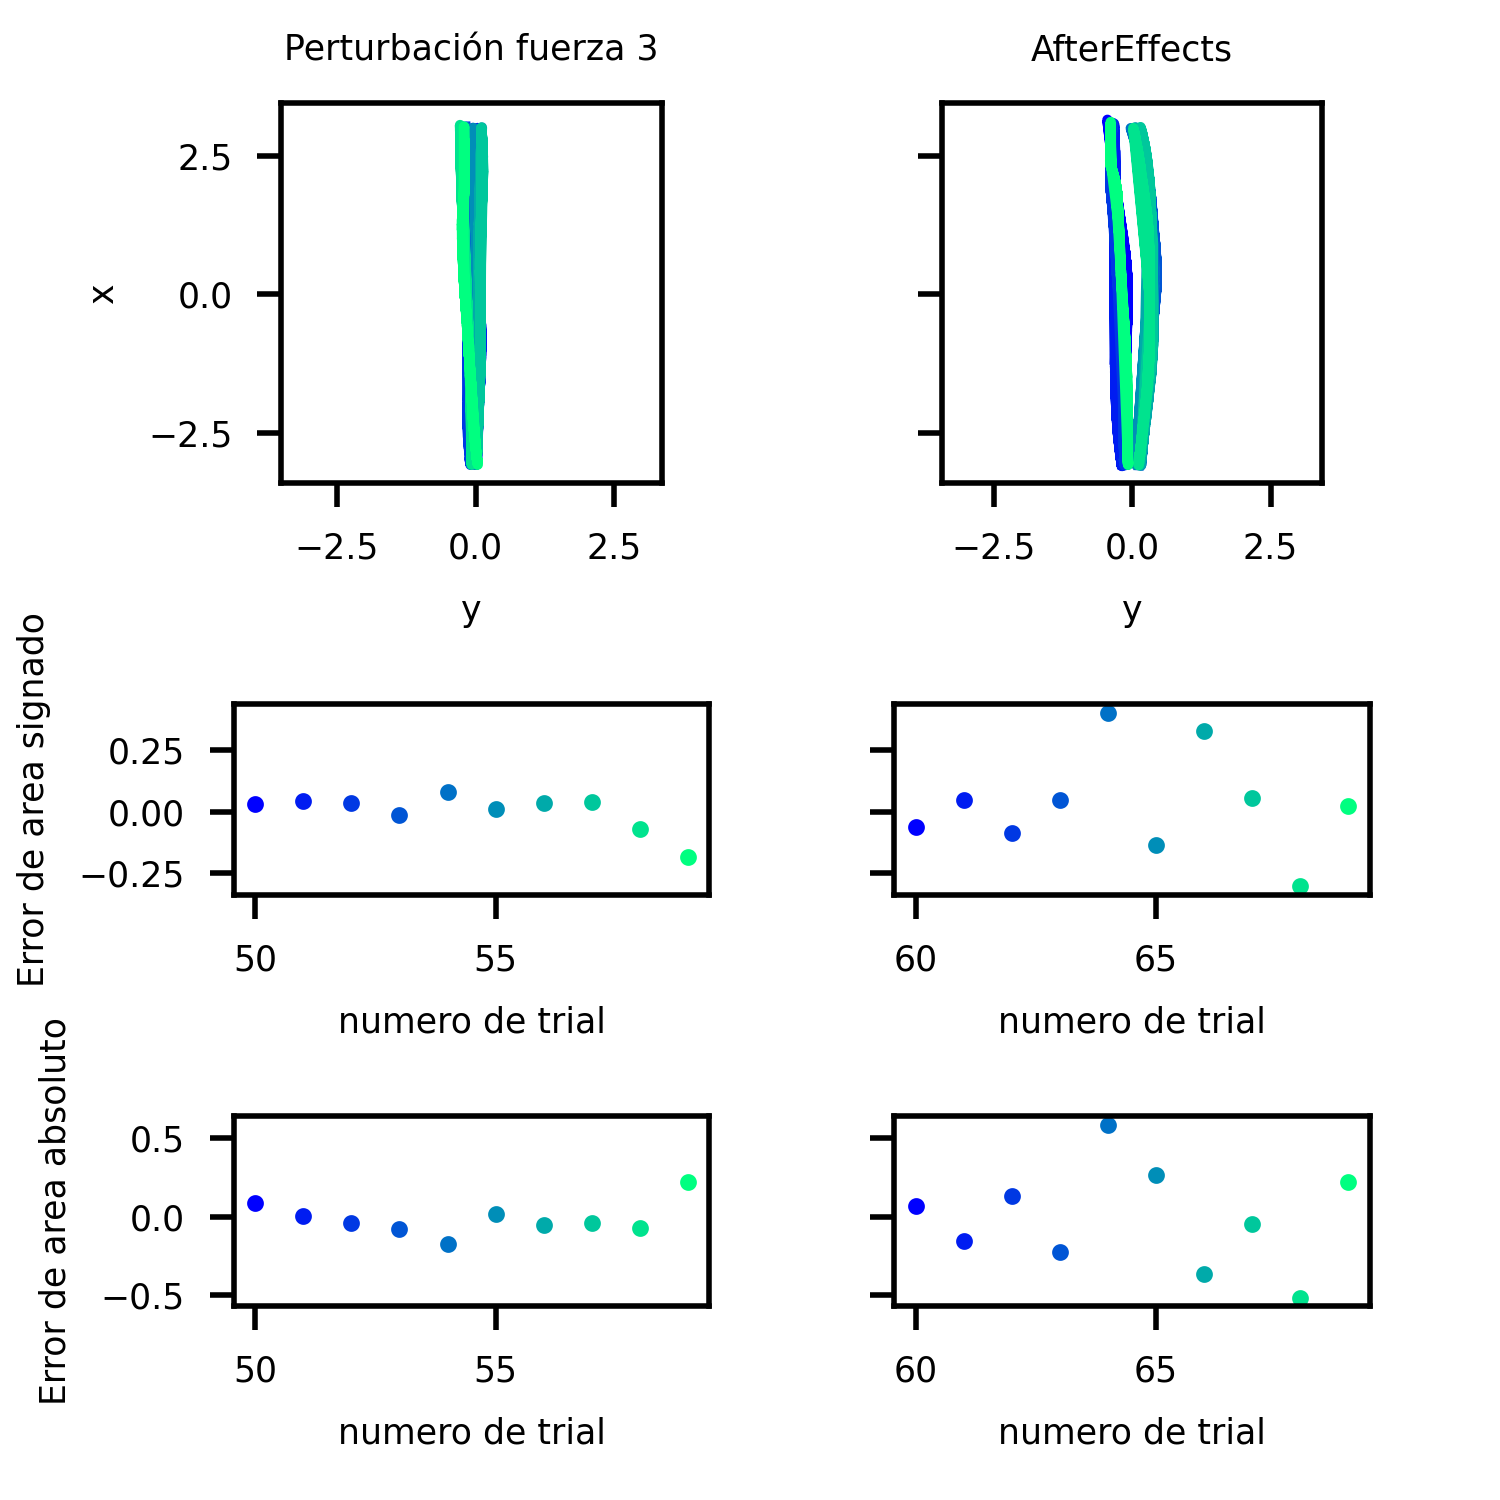 Perturbación fuerza 3
AfterEffects
x
2.5
0.0
−2.5
−2.5 0.0 2.5
y
−2.5 0.0 2.5
y
Error de area signado
0.25
0.00
−0.25
50 55
numero de trial
60 65
numero de trial
Error de area absoluto
0.5
0.0
−0.5
50 55
numero de trial
60 65
numero de trial